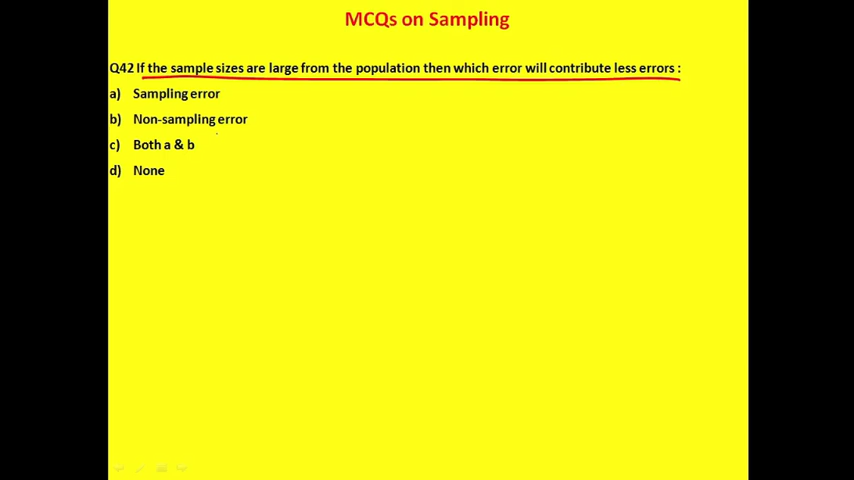 MCQs on Sampling
Q42 If the sample sizes are large from the population then which error will contribute less errors :
a) Sampling error
b) Non-sampling error
c) Both a & b
d) None